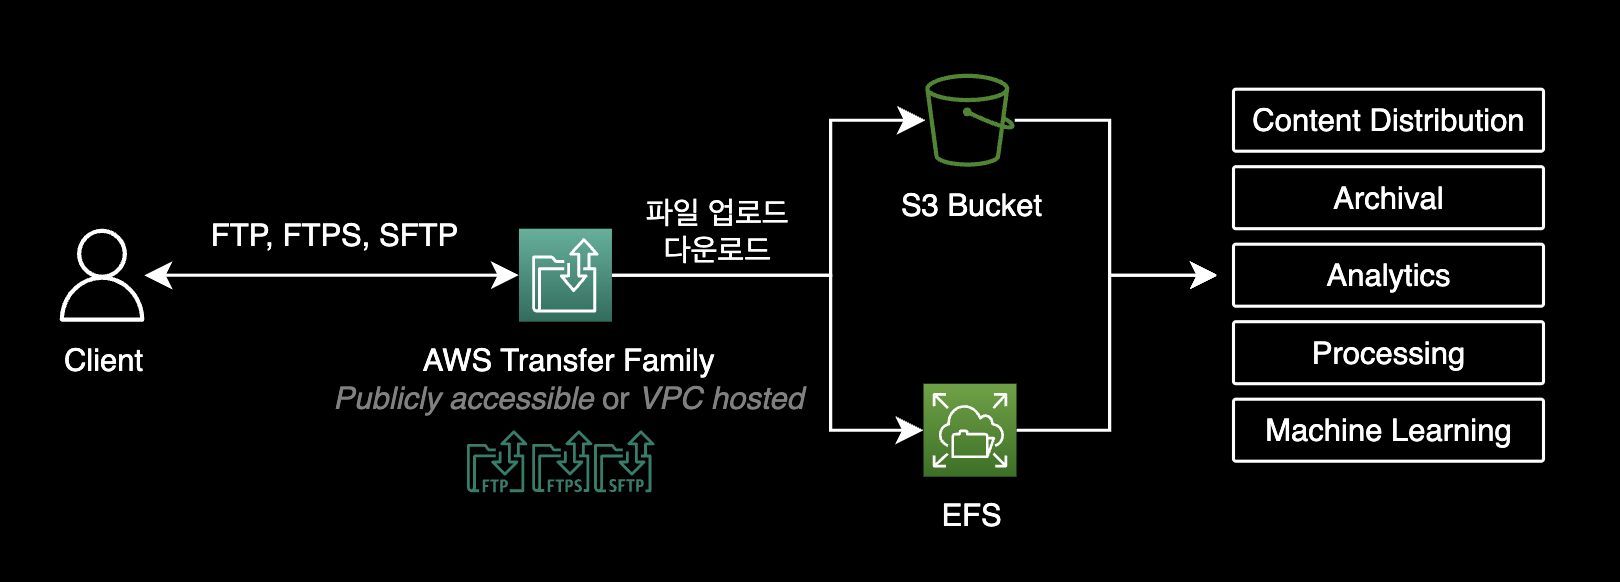 Client
FTP, FTPS, SFTP
AWS Transfer Family
Publicly accessible or VPC hosted
FTP
FTPS
SFTP
파일 업로드
다운로드
S3 Bucket
EFS
Content Distribution
Archival
Analytics
Processing
Machine Learning